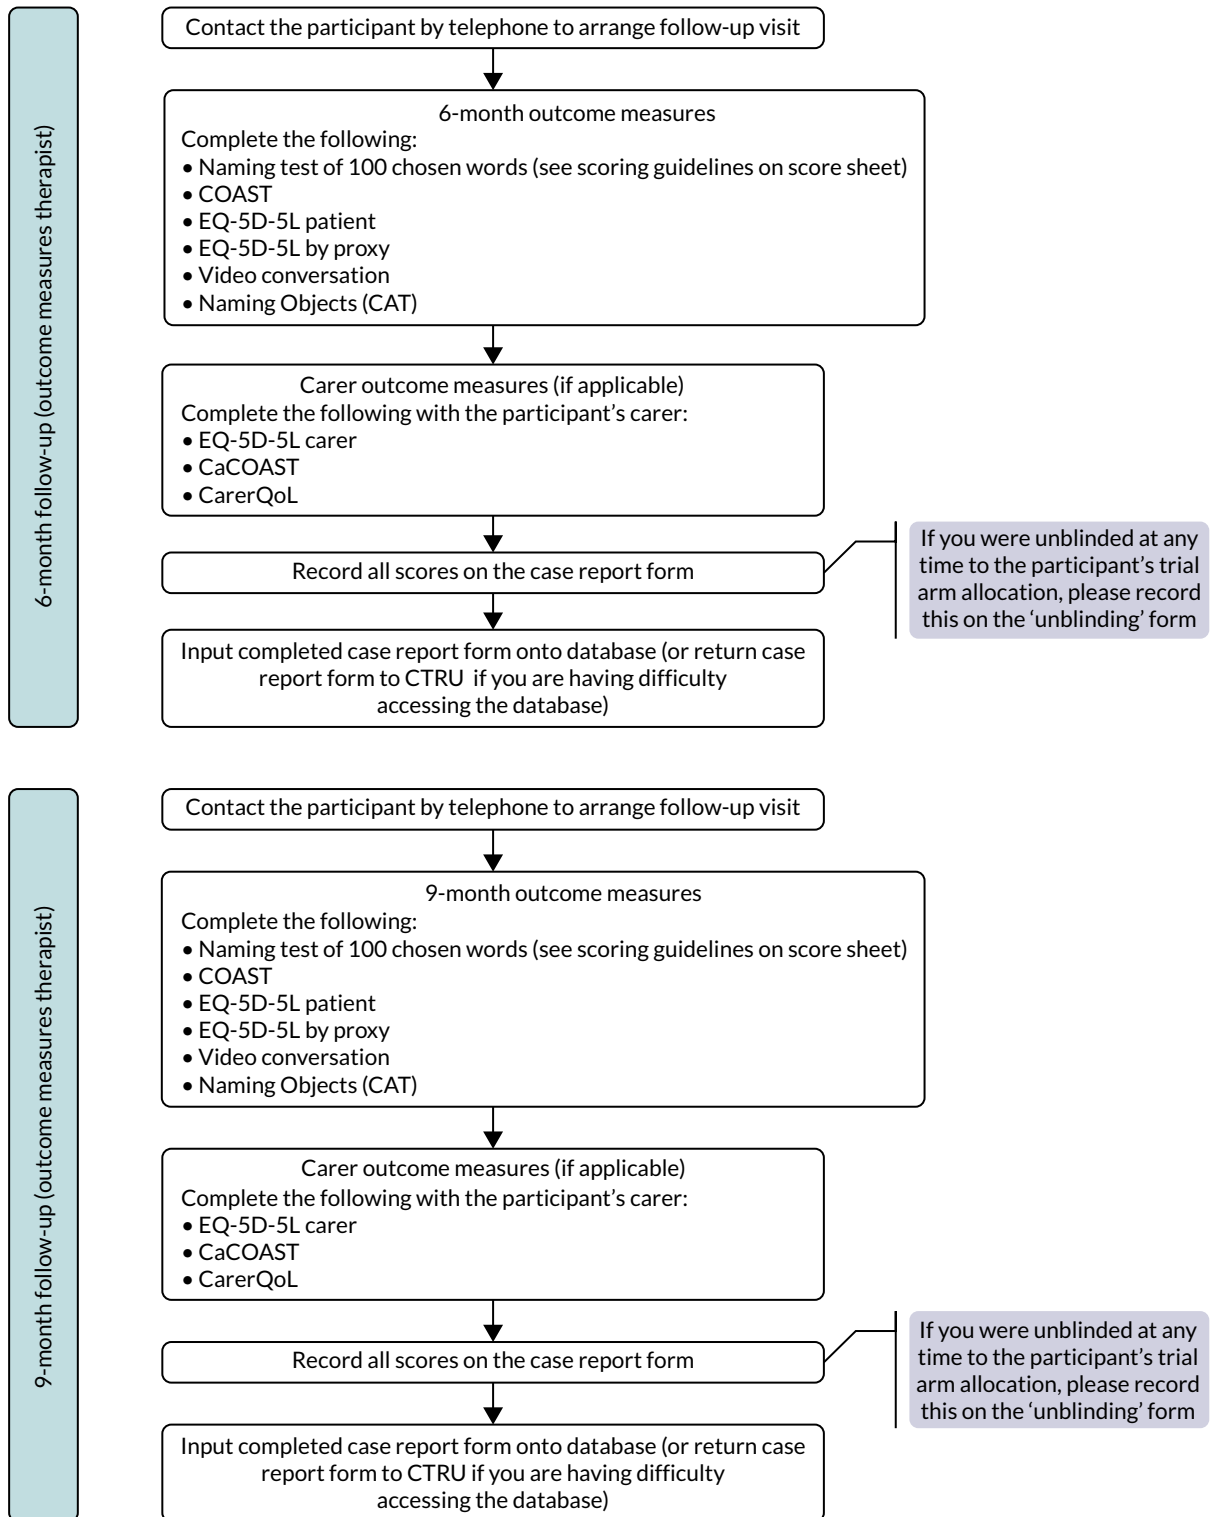 6-month follow-up (outcome measures therapist)
Contact the participant by telephone to arrange follow-up visit
6-month outcome measures
Complete the following:
• Naming test of 100 chosen words (see scoring guidelines on score sheet)
• COAST
• EQ-5D-5L patient
• EQ-5D-5L by proxy
• Video conversation
• Naming Objects (CAT)
Carer outcome measures (if applicable)
Complete the following with the participant’s carer:
• EQ-5D-5L carer
• CaCOAST
• CarerQoL
Record all scores on the case report form
If you were unblinded at any
time to the participant’s trial
arm allocation, please record
this on the ‘unblinding’ form
Input completed case report form onto database (or return case
report form to CTRU if you are having difficulty
accessing the database)
9-month follow-up (outcome measures therapist)
Contact the participant by telephone to arrange follow-up visit
9-month outcome measures
Complete the following:
• Naming test of 100 chosen words (see scoring guidelines on score sheet)
• COAST
• EQ-5D-5L patient
• EQ-5D-5L by proxy
• Video conversation
• Naming Objects (CAT)
Carer outcome measures (if applicable)
Complete the following with the participant’s carer:
• EQ-5D-5L carer
• CaCOAST
• CarerQoL
Record all scores on the case report form
If you were unblinded at any
time to the participant’s trial
arm allocation, please record
this on the ‘unblinding’ form
Input completed case report form onto database (or return case
report form to CTRU if you are having difficulty
accessing the database)